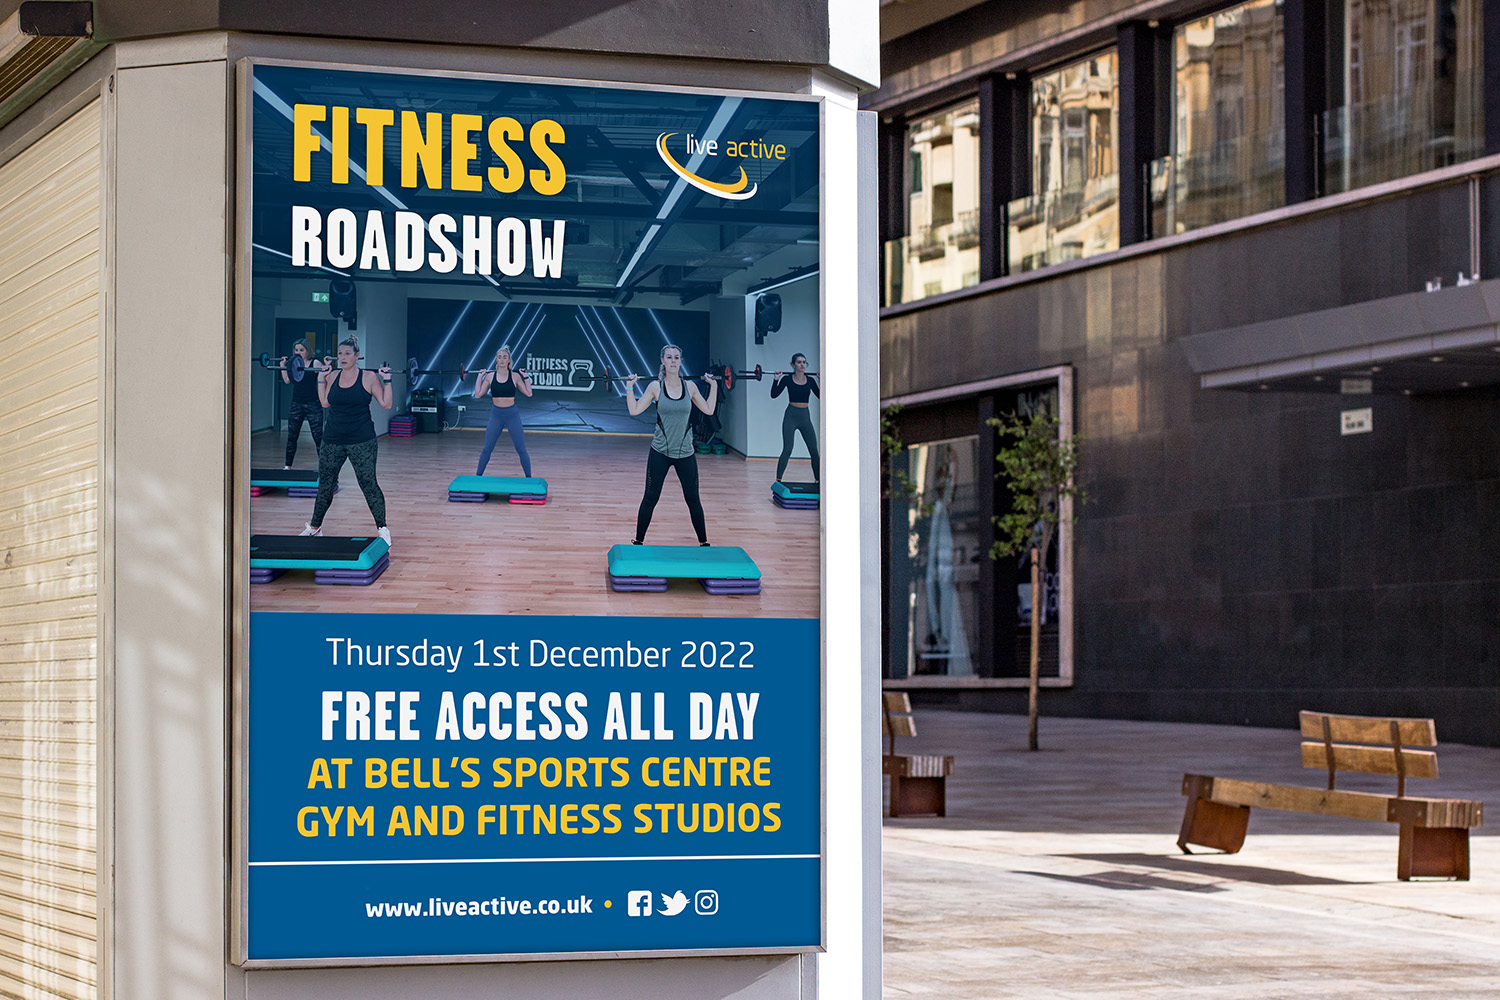 FITNESS
ROADSHOW
live active
FITNESS
STUDIO
Thursday 1st December 2022
FREE ACCESS ALL DAY
AT BELL'S SPORTS CENTRE
GYM AND FITNESS STUDIOS
www.liveactive.co.uk •